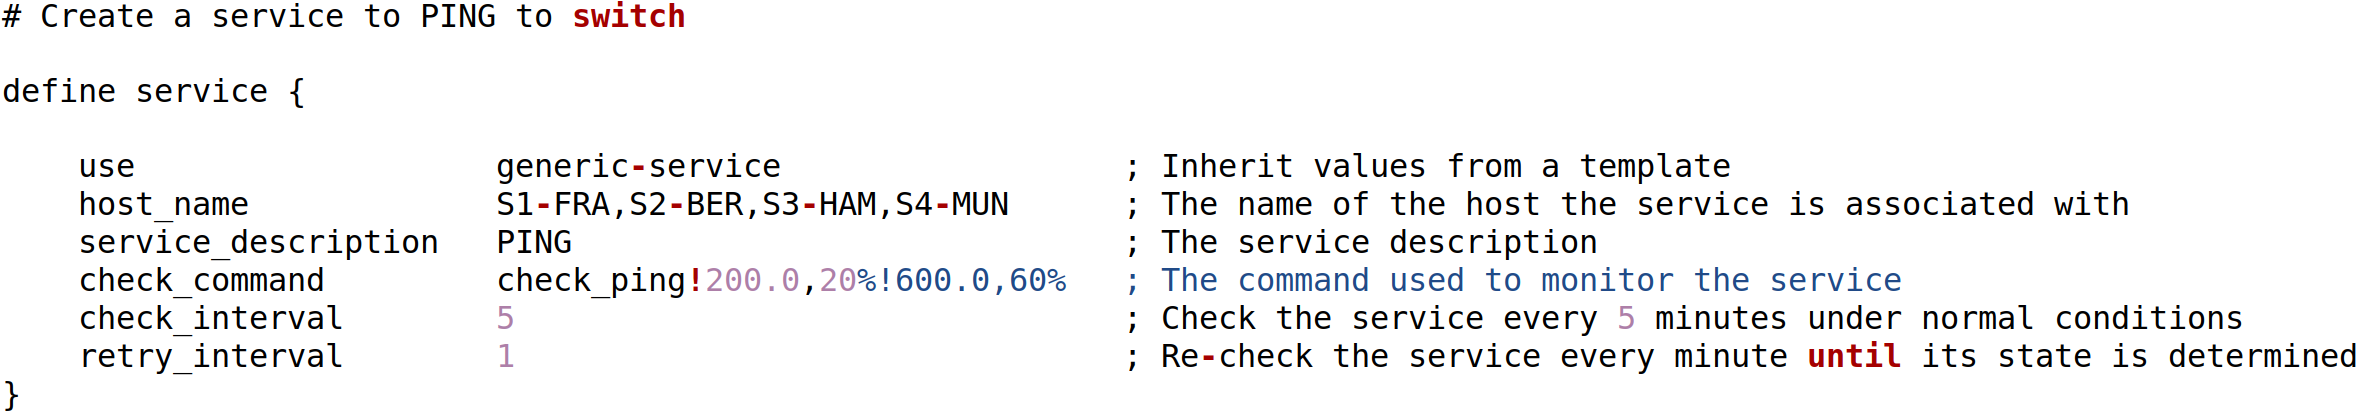 # Create a service to PING to switch
define service {
use generic-service ; Inherit values from a template
host_name S1-FRA,S2-BER,S3-HAM,S4-MUN ; The name of the host the service is associated with
service_description PING ; The service description
check_command check_ping!200.0,20%!600.0,60% ; The command used to monitor the service
check_interval 5 ; Check the service every 5 minutes under normal conditions
retry_interval 1 ; Re-check the service every minute until its state is determined
}